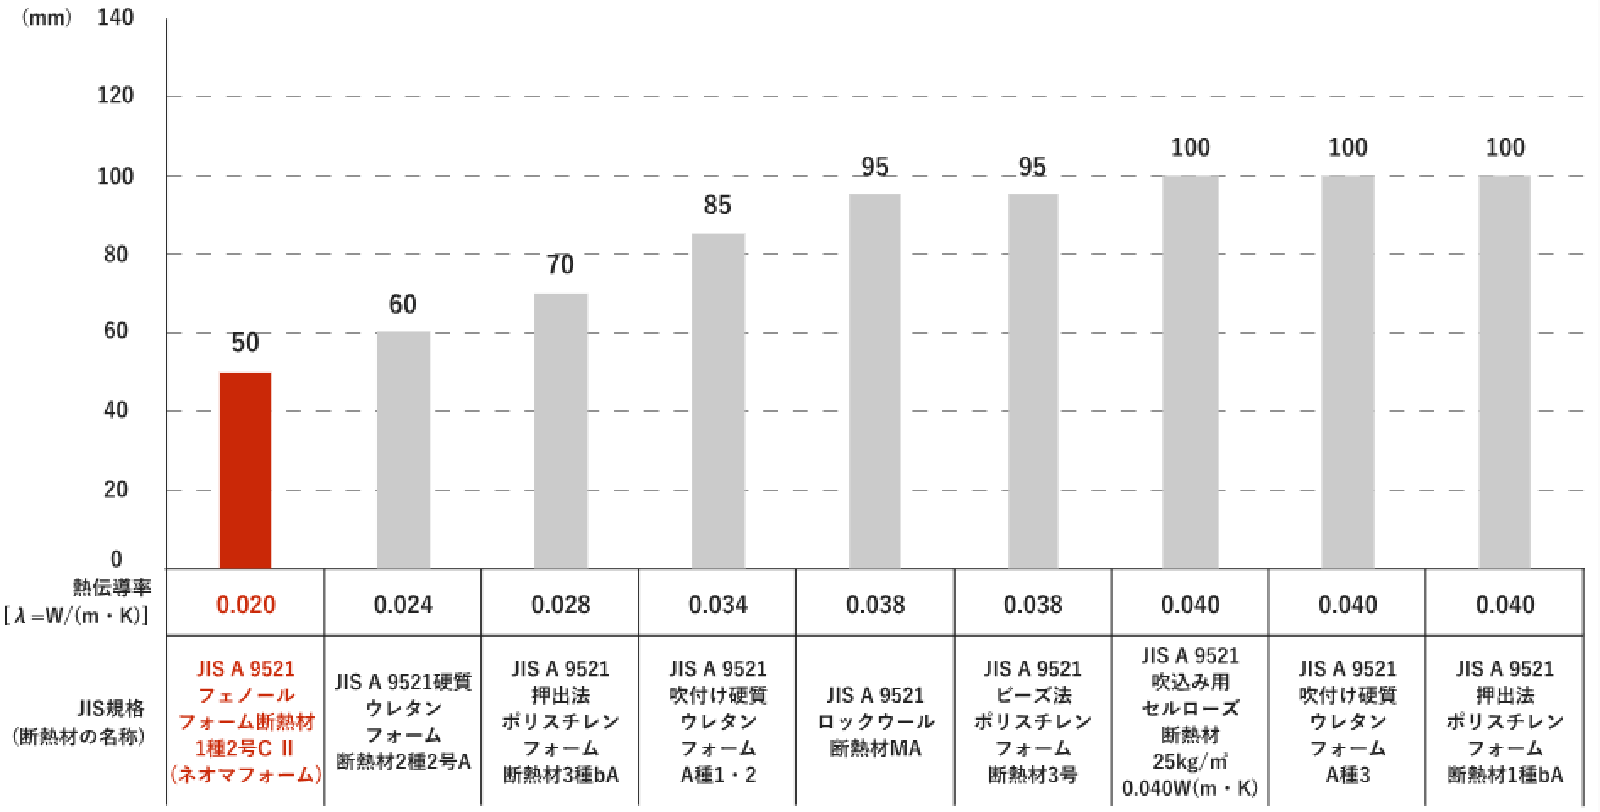 （mm）
140
120
100
80
60
40
20
0
50
60
70
85
95
95
100
100
100
熱伝導率
[λ=W/(m・K)]
0.020
0.024
0.028
0.034
0.038
0.038
0.040
0.040
0.040
JIS規格
(断熱材の名称)
JIS A 9521
フェノール
フォーム断熱材
1種2号C Ⅱ
(ネオマフォーム)
JIS A 9521硬質
ウレタン
フォーム
断熱材2種2号A
JIS A 9521
押出法
ポリスチレン
フォーム
断熱材3種bA
JIS A 9521
吹付け硬質
ウレタン
フォーム
A種1・2
JIS A 9521
ロックウール
断熱材MA
JIS A 9521
ビーズ法
ポリスチレン
フォーム
断熱材3号
JIS A 9521
吹込み用
セルローズ
断熱材
25kg/㎥
0.040W(m・K)
JIS A 9521
吹付け硬質
ウレタン
フォーム
A種3
JIS A 9521
押出法
ポリスチレン
フォーム
断熱材1種bA